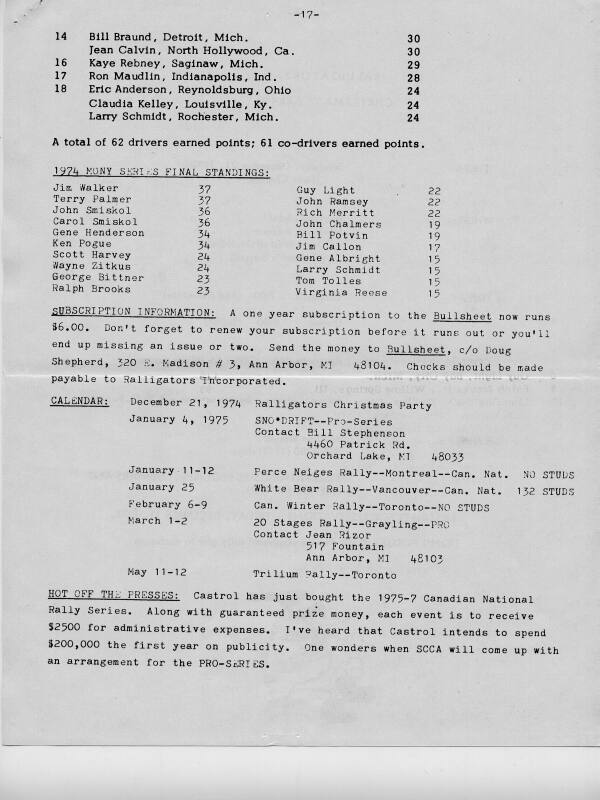 -17-
14 Bill Braund, Detroit, Mich. 30
Jean Calvin, North Hollywood, Ca. 30
16 Kaye Rebney, Saginaw, Mich. 29
17 Ron Maudlin, Indianapolis, Ind. 28
18 Eric Anderson, Reynoldsburg, Ohio 24
Claudia Kelley, Louisville, Ky. 24
Larry Schmidt, Rochester, Mich. 24
A total of 62 drivers earned points; 61 co-drivers earned points.
1974 MONY SERIES FINAL STANDINGS:
Jim Walker 37
Terry Palmer 37
John Smiskol 36
Carol Smiskol 36
Gene Henderson 34
Ken Pogue 34
Scott Harvey 24
Wayne Zitkus 24
George Bittner 23
Ralph Brooks 23
Guy Light 22
John Ramsey 22
Rich Merritt 22
John Chalmers 19
Bill Potvin 19
Jim Callon 17
Gene Albright 15
Larry Schmidt 15
Tom Tolles 15
Virginia Reese 15
SUBSCRIPTION INFORMATION: A one year subscription to the Bullsheet now runs
$6.00. Don't forget to renew your subscription before it runs out or you'll
end up missing an issue or two. Send the money to Bullsheet, c/o Doug
Shepherd, 320 E. Madison # 3, Ann Arbor, MI 48104. Checks should be made
payable to Ralligators Incorporated.
CALENDAR: December 21, 1974 Ralligators Christmas Party
January 4, 1975 SNO*DRIFT--Pro-Series
Contact Bill Stephenson
4460 Patrick Rd.
Orchard Lake, MI 48033
January 11-12 Perce Neiges Rally--Montreal--Can. Nat. NO STUDS
January 25 White Bear Rally--Vancouver--Can. Nat. 132 STUDS
February 6-9 Can. Winter Rally--Toronto--NO STUDS
March 1-2 20 Stages Rally--Grayling--PRO
Contact Jean Rizor
517 Fountain
Ann Arbor, MI 48103
May 11-12 Trilium Rally--Toronto
HOT OFF THE PRESSES: Castrol has just bought the 1975-7 Canadian National
Rally Series. Along with guaranteed prize money, each event is to receive
$2500 for administrative expenses. I've heard that Castrol intends to spend
$200,000 the first year on publicity. One wonders when SCCA will come up with
an arrangement for the PRO-SERIES.